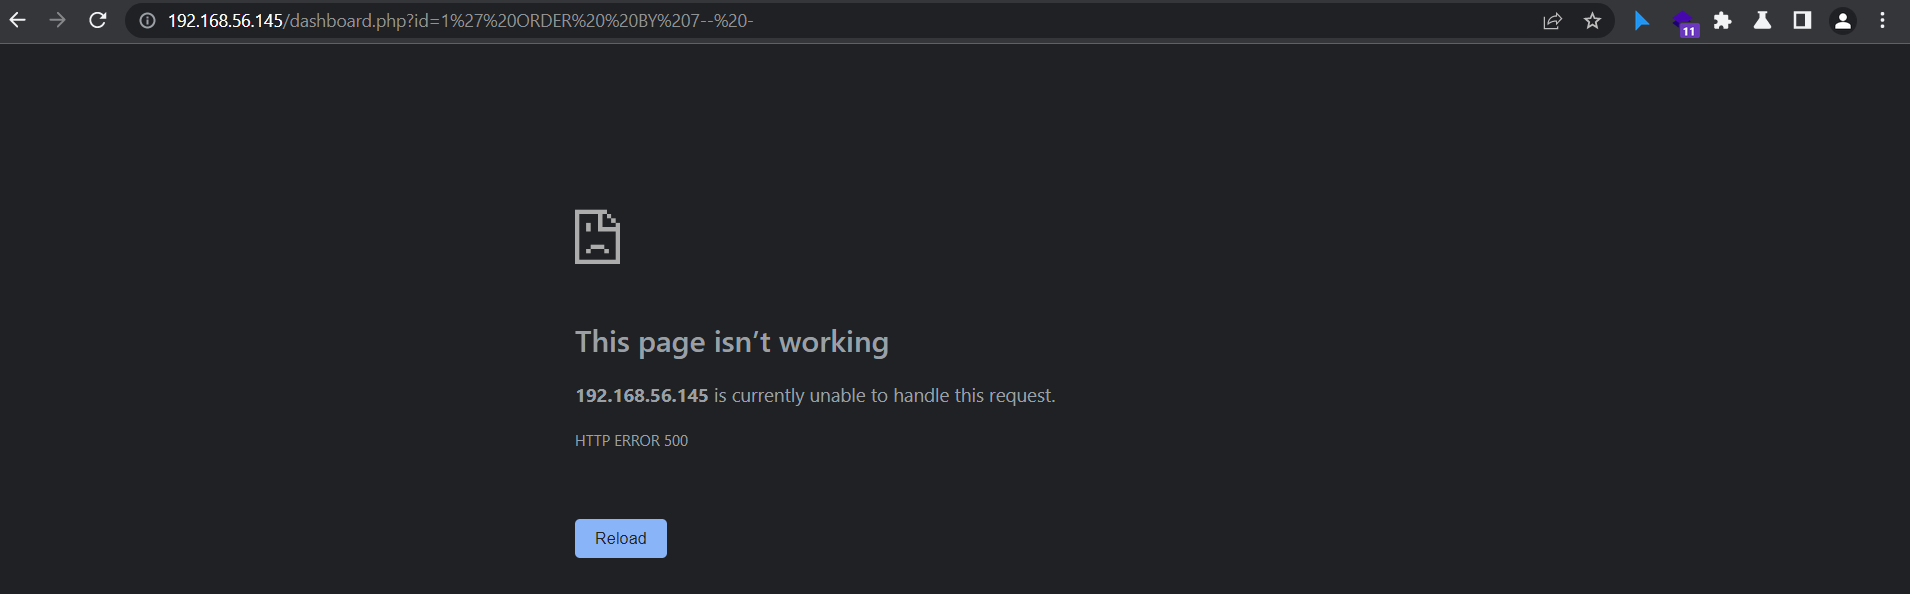 192.168.56.145/dashboard.php?id=1%27%20ORDER%20%20BY%207--%20-
11
This page isn’t working
192.168.56.145 is currently unable to handle this request.
HTTP ERROR 500
Reload